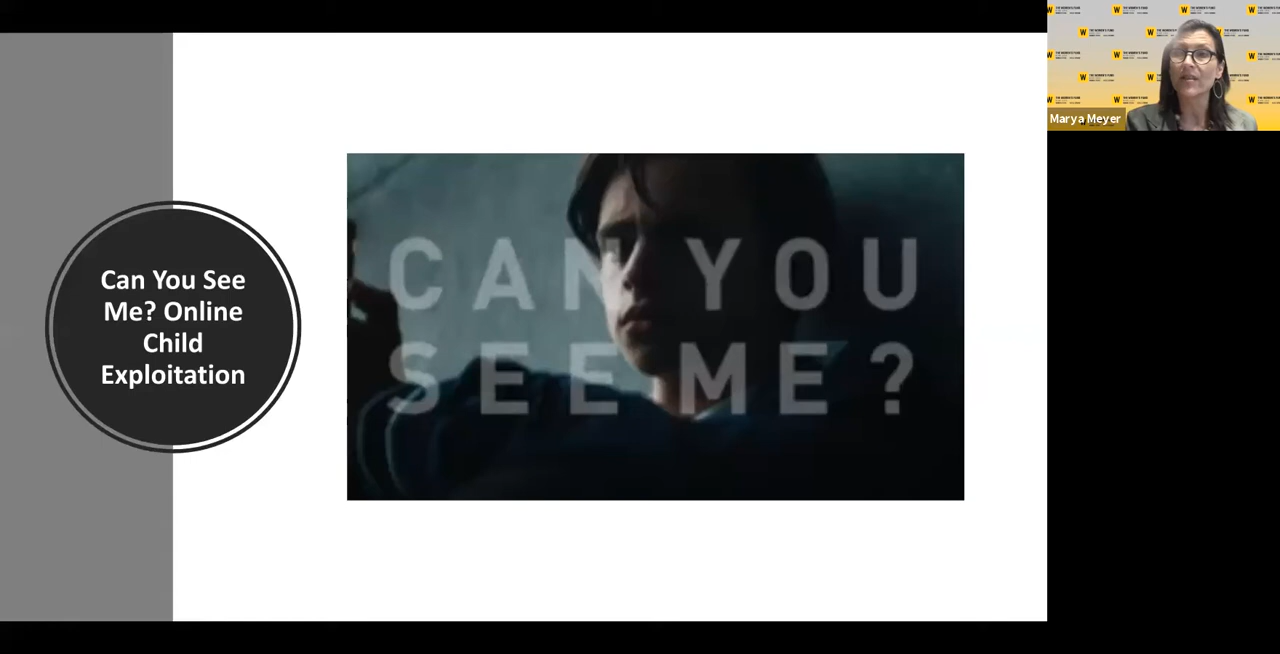 Can You See
Me? Online
Child
Exploitation
CAN YOU
SEE ME?
Marya Meyer